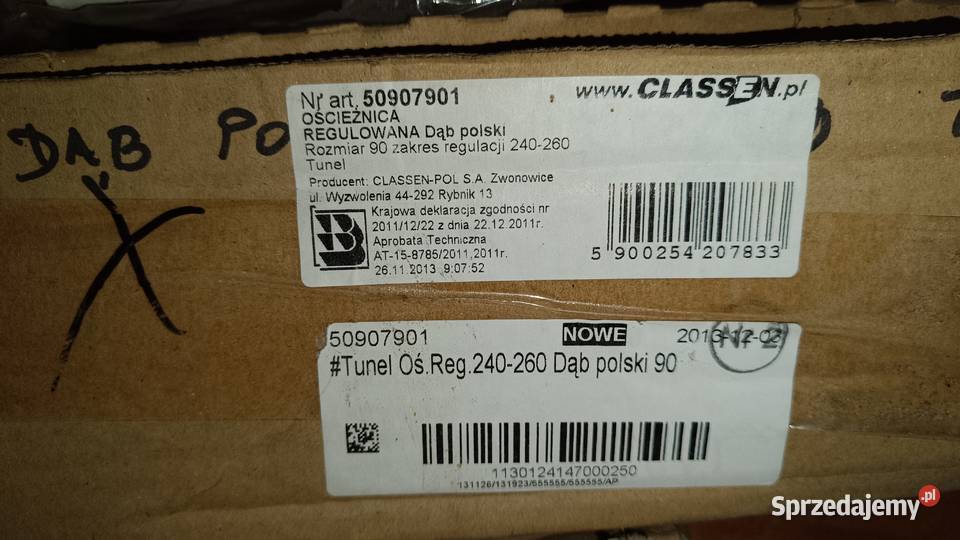 DĄB PO
Nr art. 50907901
www.CLASSEN.pl
OŚCIEŻNICA
REGULOWANA Dąb polski
Rozmiar 90 zakres regulacji 240-260
Tunel
Producent: CLASSEN-POL S.A. Zwonowice
ul. Wyzwolenia 44-292 Rybnik 13
Krajowa deklaracja zgodności nr
2011/12/22 z dnia 22.12.2011r.
Aprobata Techniczna
AT-15-8785/2011,2011r.
26.11.2013 9:07:52
5 900254 207833
50907901
NOWE
2013-12-02
#Tunel Oś.Reg.240-260 Dąb polski 90
1130124147000250
131126/131923/555555/555555/AP
Sprzedajemy.pl